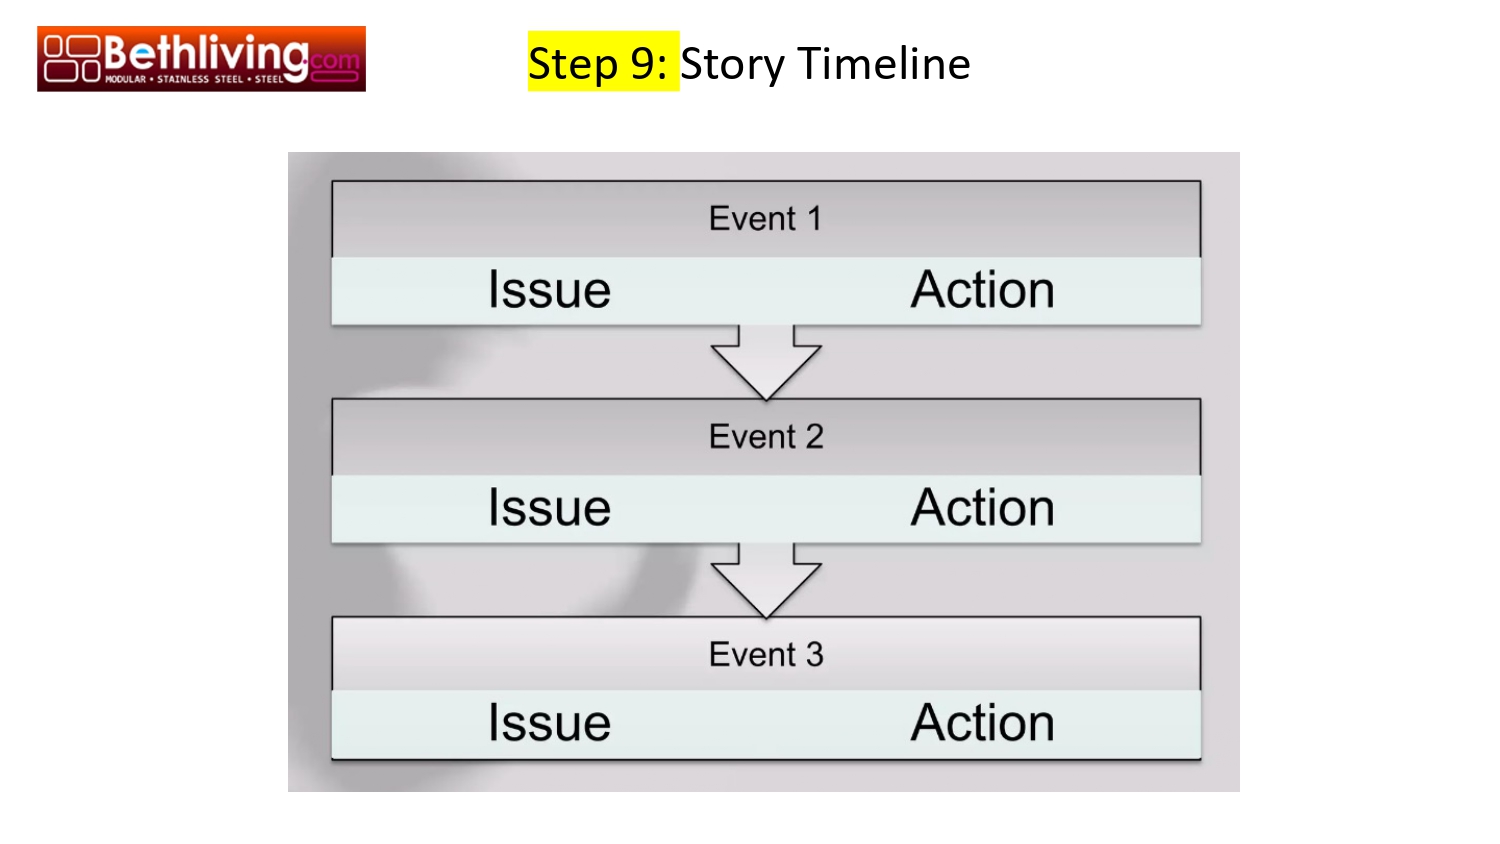 Bethliving.com
MODULAR • STAINLESS STEEL • STEEL
Step 9: Story Timeline
Event 1
Issue Action
Event 2
Issue Action
Event 3
Issue Action